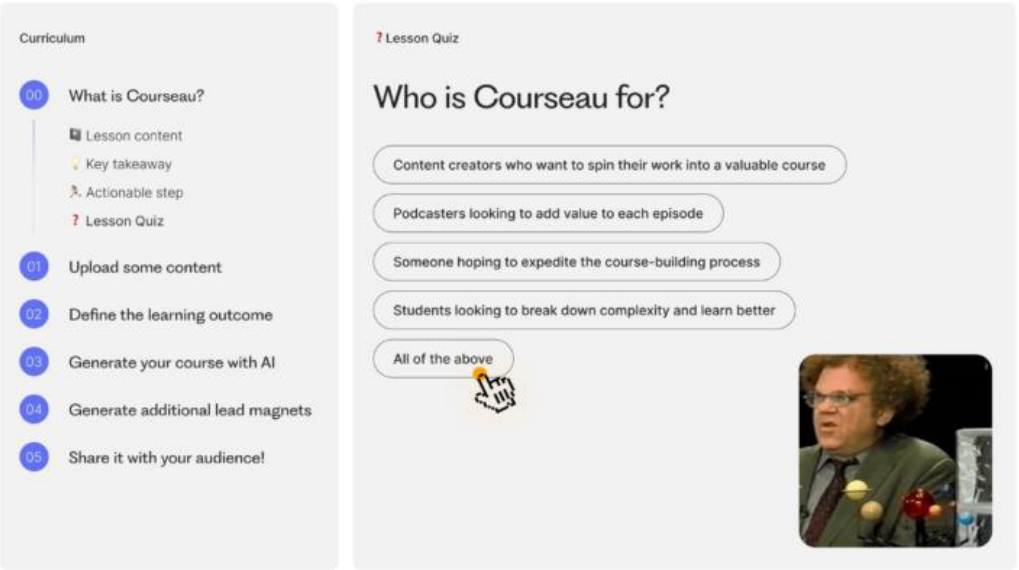 Curriculum
00 What is Courseau?
Lesson content
Key takeaway
Actionable step
❓ Lesson Quiz
01 Upload some content
02 Define the learning outcome
03 Generate your course with AI
04 Generate additional lead magnets
05 Share it with your audience!
❓ Lesson Quiz
Who is Courseau for?
Content creators who want to spin their work into a valuable course
Podcasters looking to add value to each episode
Someone hoping to expedite the course-building process
Students looking to break down complexity and learn better
All of the above